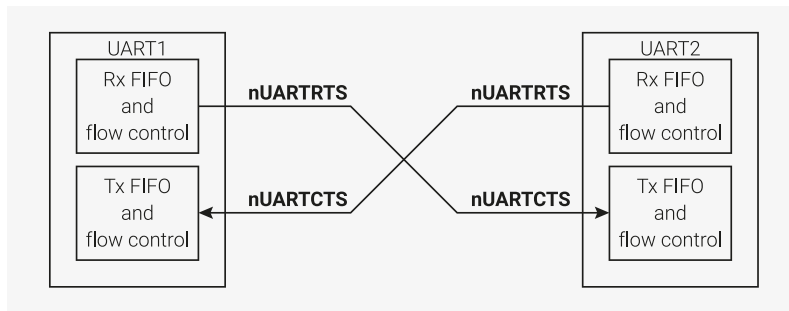 UART1
Rx FIFO
and
flow control
Tx FIFO
and
flow control
nUARTRTS
nUARTRTS
nUARTCTS
nUARTCTS
UART2
Rx FIFO
and
flow control
Tx FIFO
and
flow control